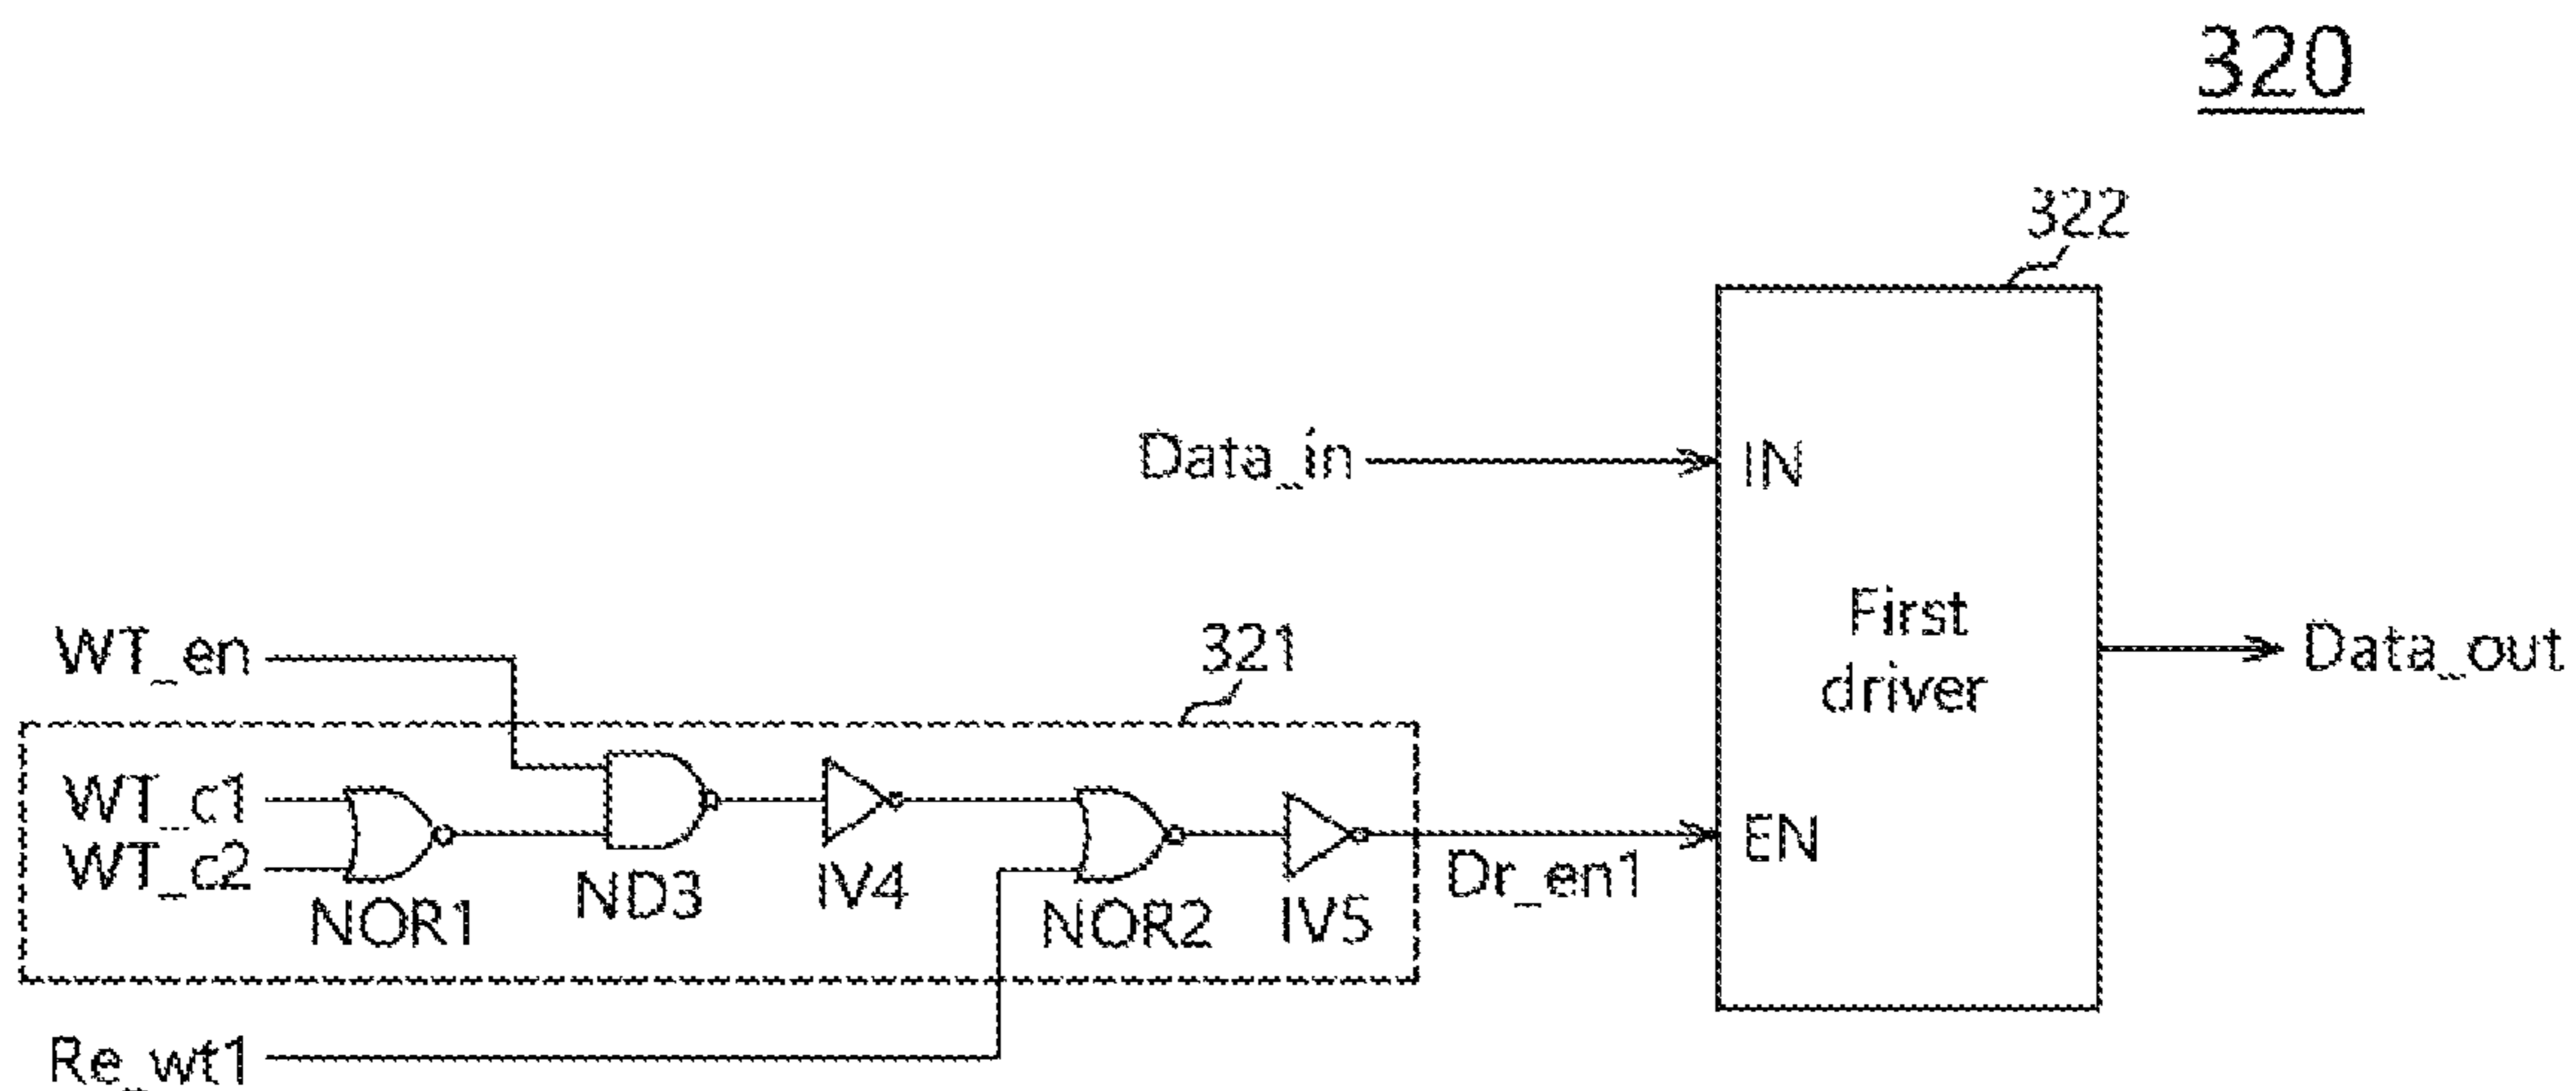 320
322
Data_in
IN
First
driver
Data_out
WT_en
321
WT_c1
WT_c2
NOR1
ND3
IV4
NOR2
IV5
Dr_en1
EN
Re_wt1